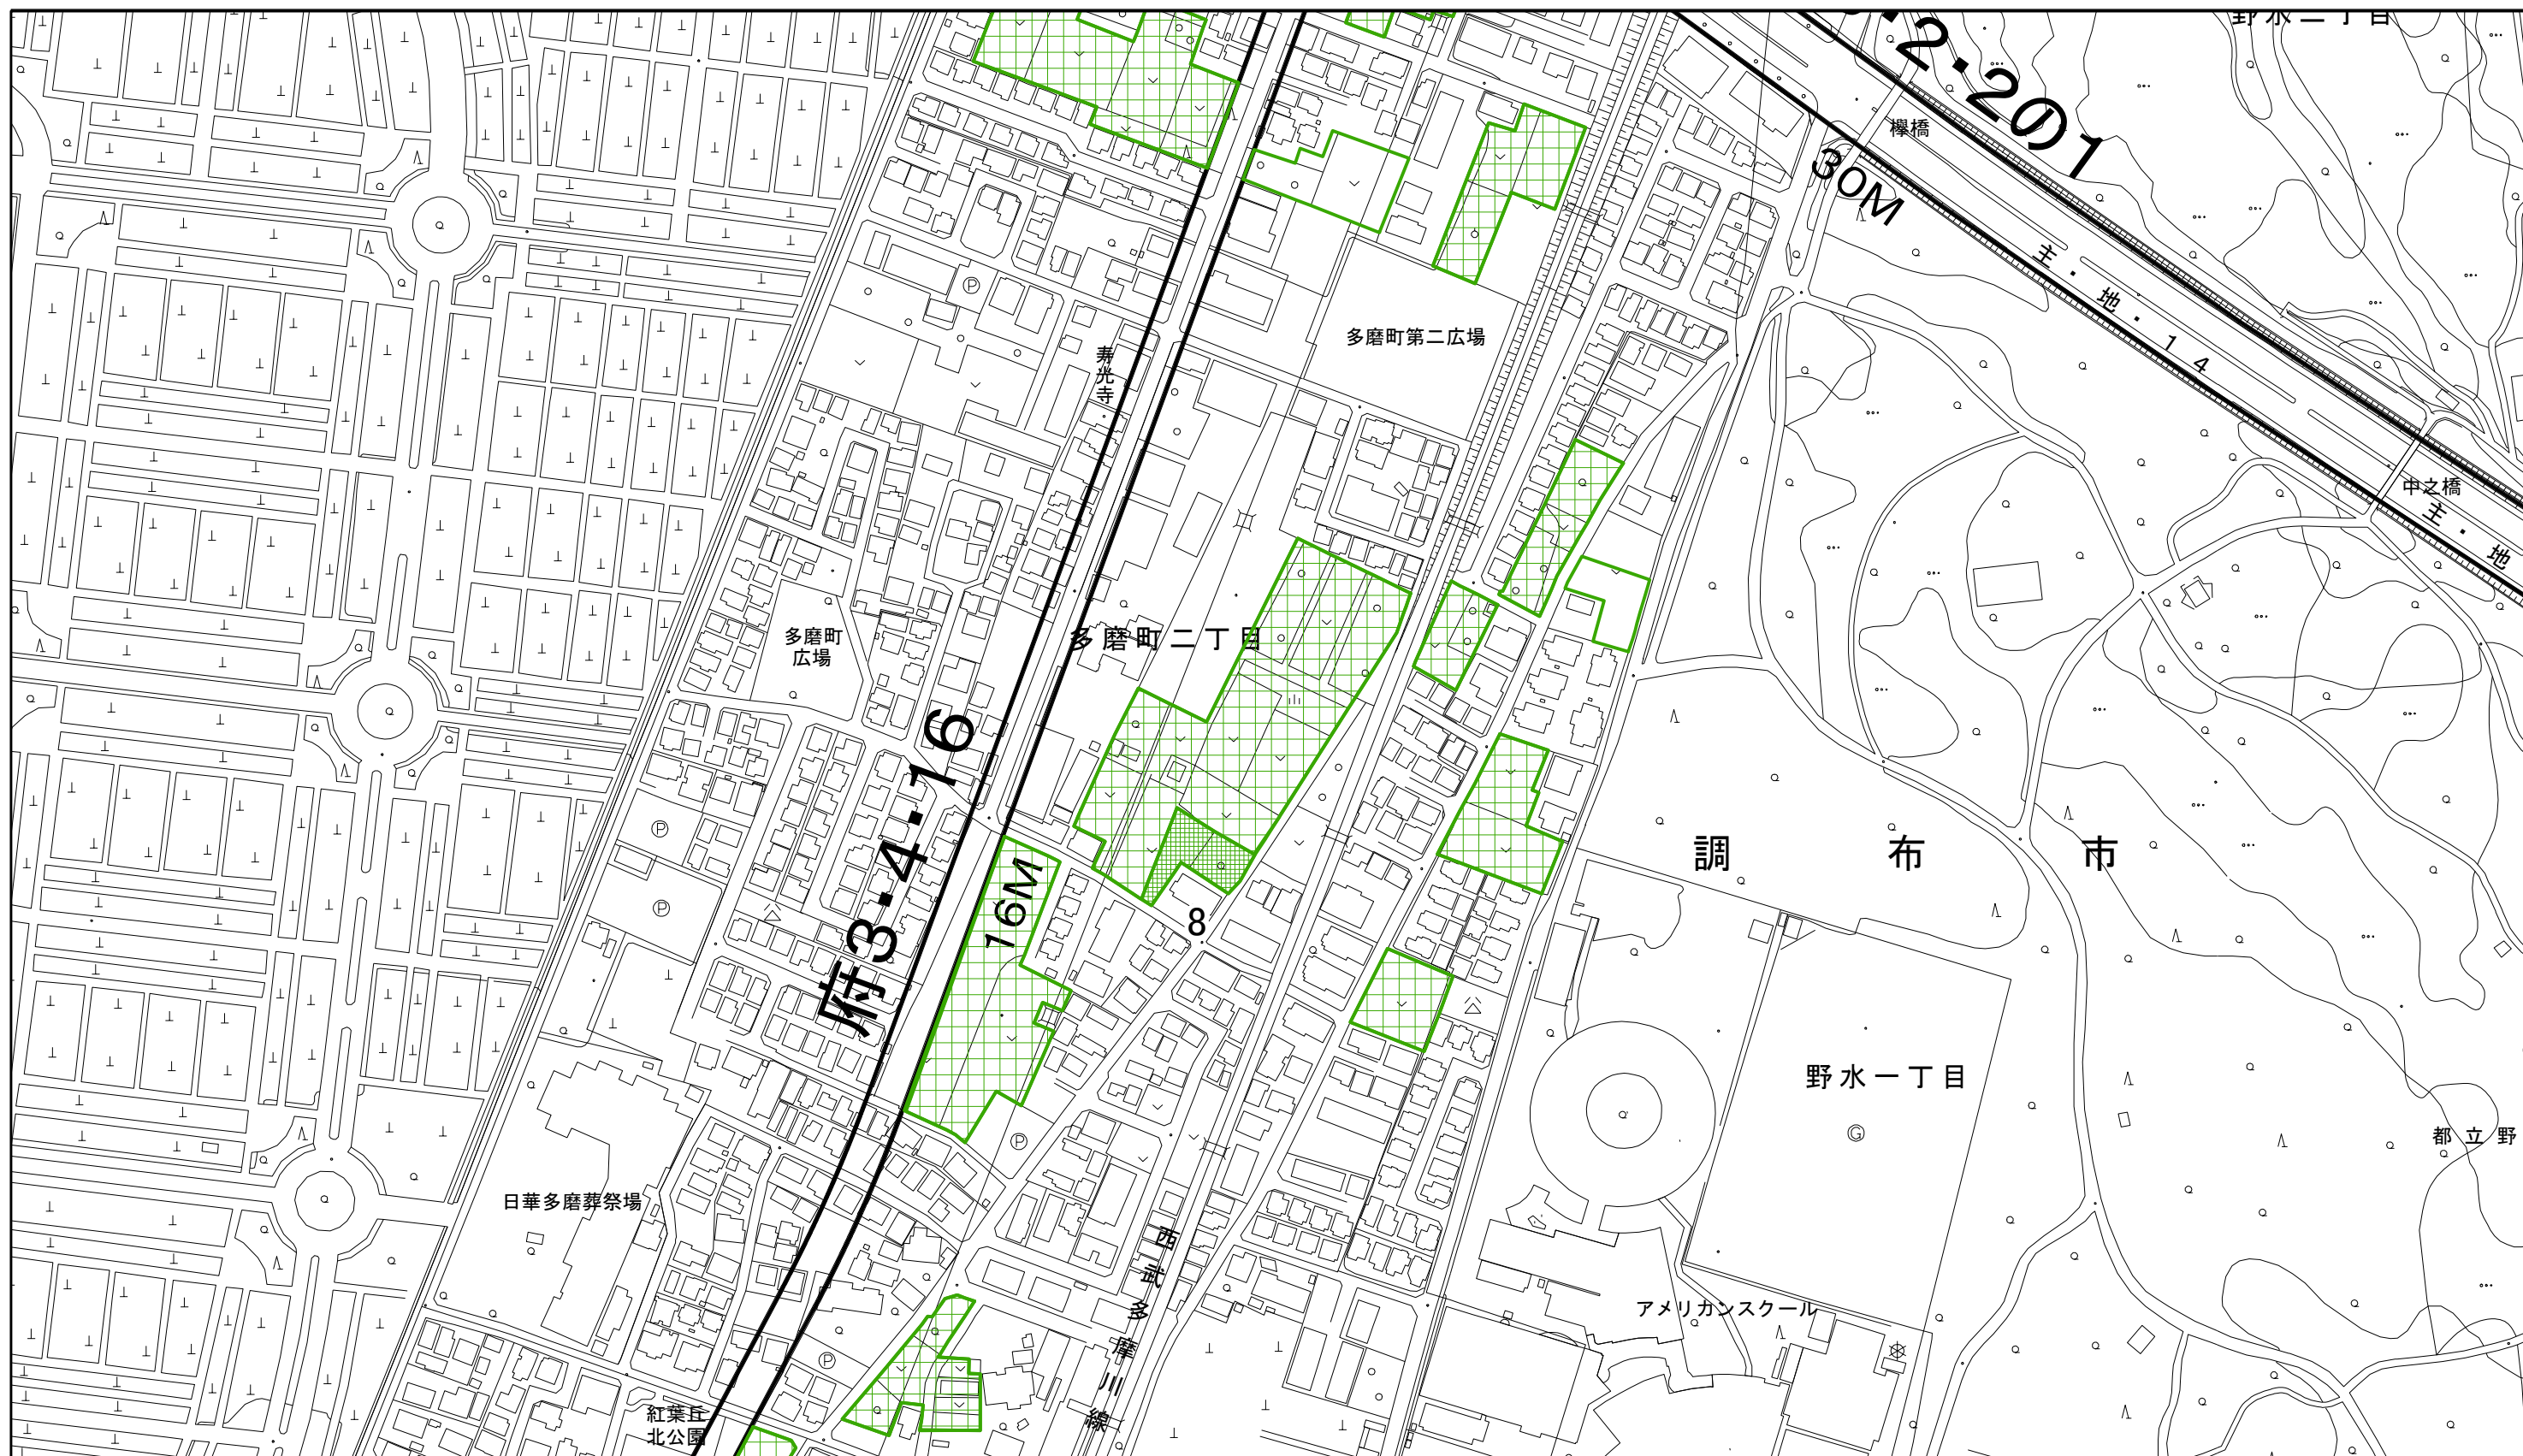 野水二丁目
3・2・2の1
欅橋
30M
主・地・14
多磨町第二広場
寿光寺
中之橋
主・地
多磨町
広場
多磨町二丁目
府3・4・16
16M
8
調布市
野水一丁目
G
P
P
P
P
P
都立野
日華多磨葬祭場
西武多摩川線
アメリカンスクール
紅葉丘
北公園